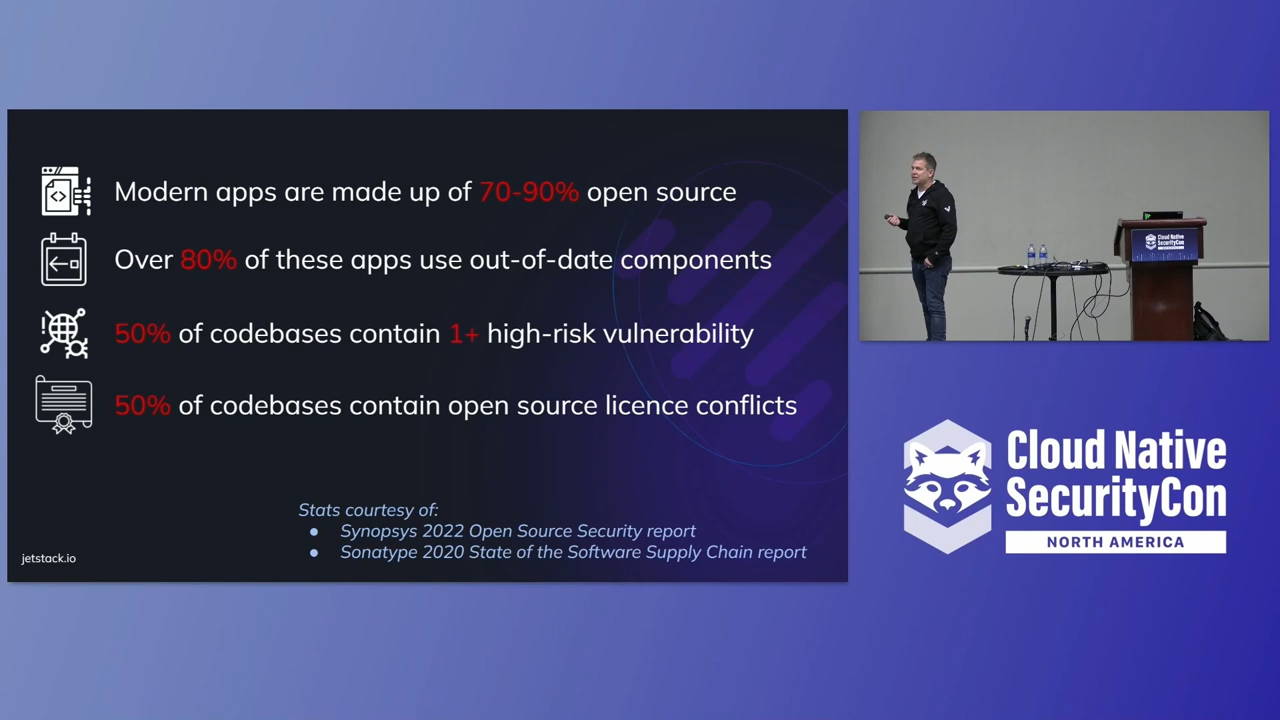 Modern apps are made up of 70-90% open source
Over 80% of these apps use out-of-date components
50% of codebases contain 1+ high-risk vulnerability
50% of codebases contain open source licence conflicts
Stats courtesy of:
● Synopsys 2022 Open Source Security report
● Sonatype 2020 State of the Software Supply Chain report
jetstack.io
Cloud Native
SecurityCon
Cloud Native
SecurityCon
NORTH AMERICA